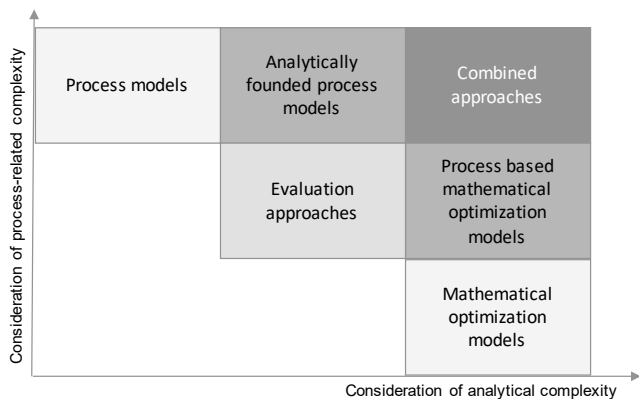 Consideration of process-related complexity
Process models
Analytically
founded process
models
Combined
approaches
Evaluation
approaches
Process based
mathematical
optimization
models
Mathematical
optimization
models
Consideration of analytical complexity